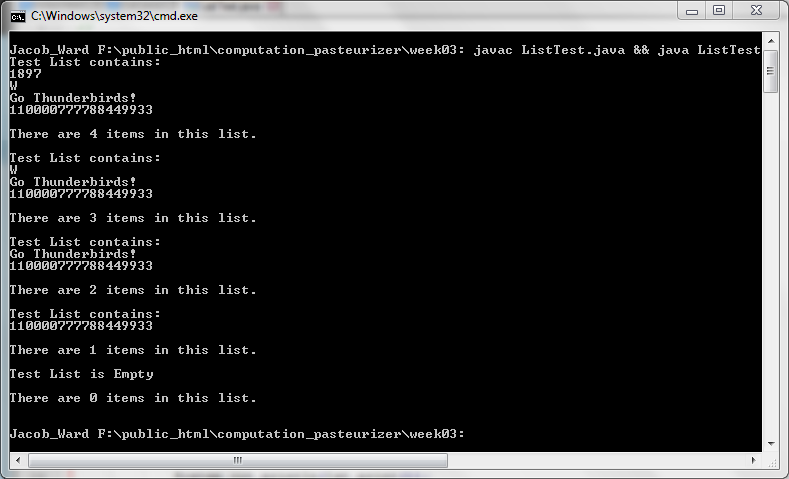 C:\Windows\system32\cmd.exe
Jacob_Ward F:\public_html\computation_pasteurizer\week03: javac ListTest.java && java ListTest
Test List contains:
1897
W
Go Thunderbirds!
110000777788449933
There are 4 items in this list.
Test List contains:
W
Go Thunderbirds!
110000777788449933
There are 3 items in this list.
Test List contains:
Go Thunderbirds!
110000777788449933
There are 2 items in this list.
Test List contains:
110000777788449933
There are 1 items in this list.
Test List is Empty
There are 0 items in this list.
Jacob_Ward F:\public_html\computation_pasteurizer\week03: